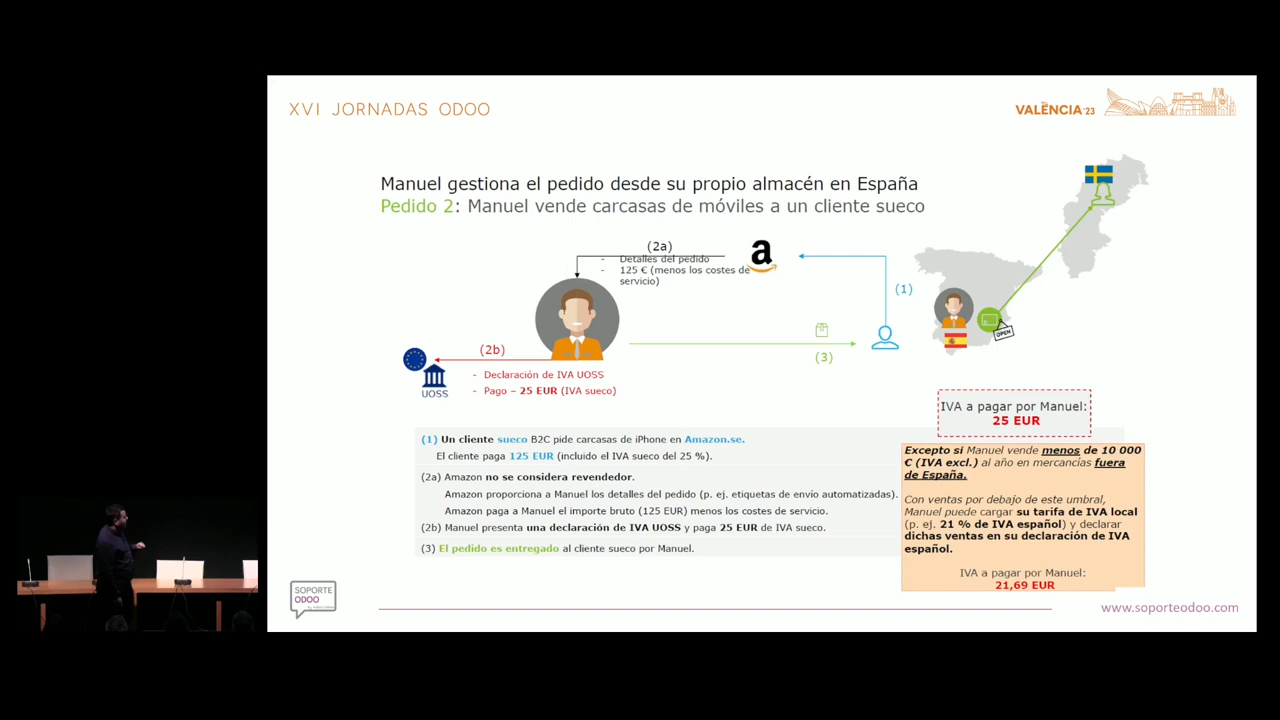 XVI JORNADAS ODOO
VALÈNCIA '23
Manuel gestiona el pedido desde su propio almacén en España
Pedido 2: Manuel vende carcasas de móviles a un cliente sueco
(2a)
- Detalles del pedido
- 125 € (menos los costes de
servicio)
a
(1)
OPEN
(2b)
(3)
UOSS
- Declaración de IVA UOSS
- Pago – 25 EUR (IVA sueco)
IVA a pagar por Manuel:
25 EUR
(1) Un cliente sueco B2C pide carcasas de iPhone en Amazon.se.
El cliente paga 125 EUR (incluido el IVA sueco del 25 %).
(2a) Amazon no se considera revendedor.
Amazon proporciona a Manuel los detalles del pedido (p. ej. etiquetas de envío automatizadas).
Amazon paga a Manuel el importe bruto (125 EUR) menos los costes de servicio.
(2b) Manuel presenta una declaración de IVA UOSS y paga 25 EUR de IVA sueco.
(3) El pedido es entregado al cliente sueco por Manuel.
Excepto si Manuel vende menos de 10 000
€ (IVA excl.) al año en mercancías fuera
de España.
Con ventas por debajo de este umbral,
Manuel puede cargar su tarifa de IVA local
(p. ej. 21 % de IVA español) y declarar
dichas ventas en su declaración de IVA
español.
IVA a pagar por Manuel:
21,69 EUR
SOPORTE
ODOO
www.soporteodoo.com